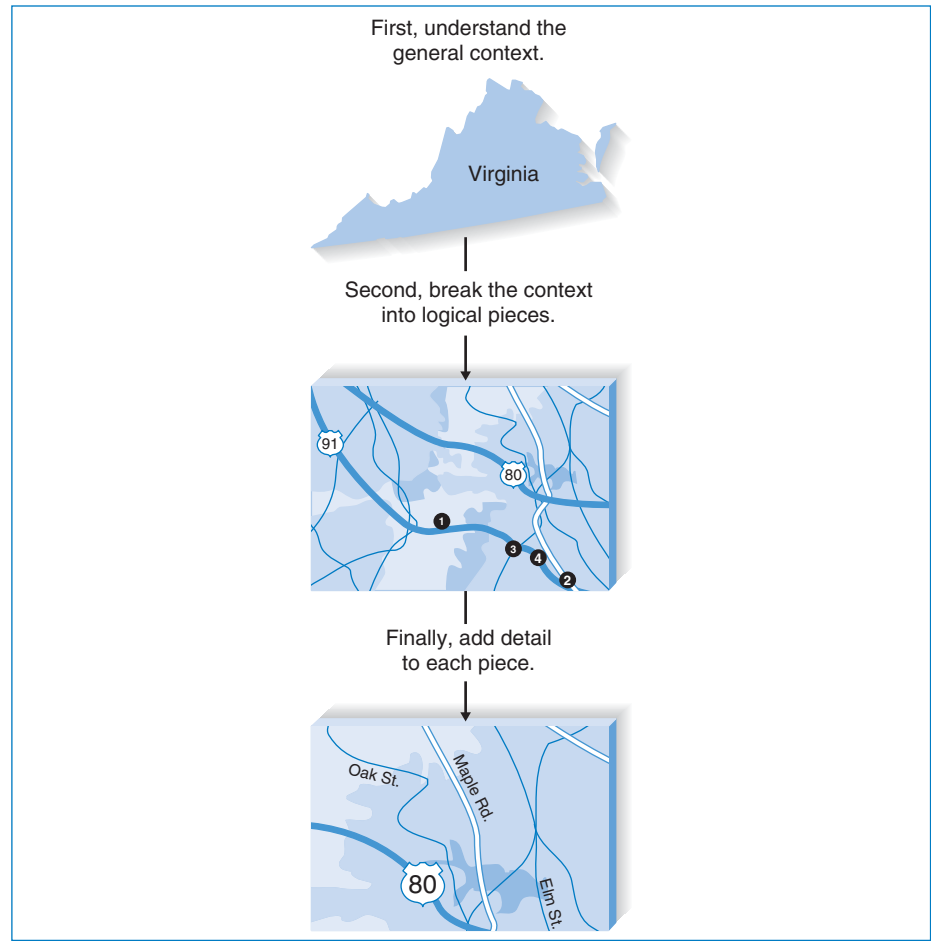 First, understand the
general context.
Virginia
Second, break the context
into logical pieces.
91
80
1
3
4
2
Finally, add detail
to each piece.
Oak St.
Maple Rd.
80
Elm St.